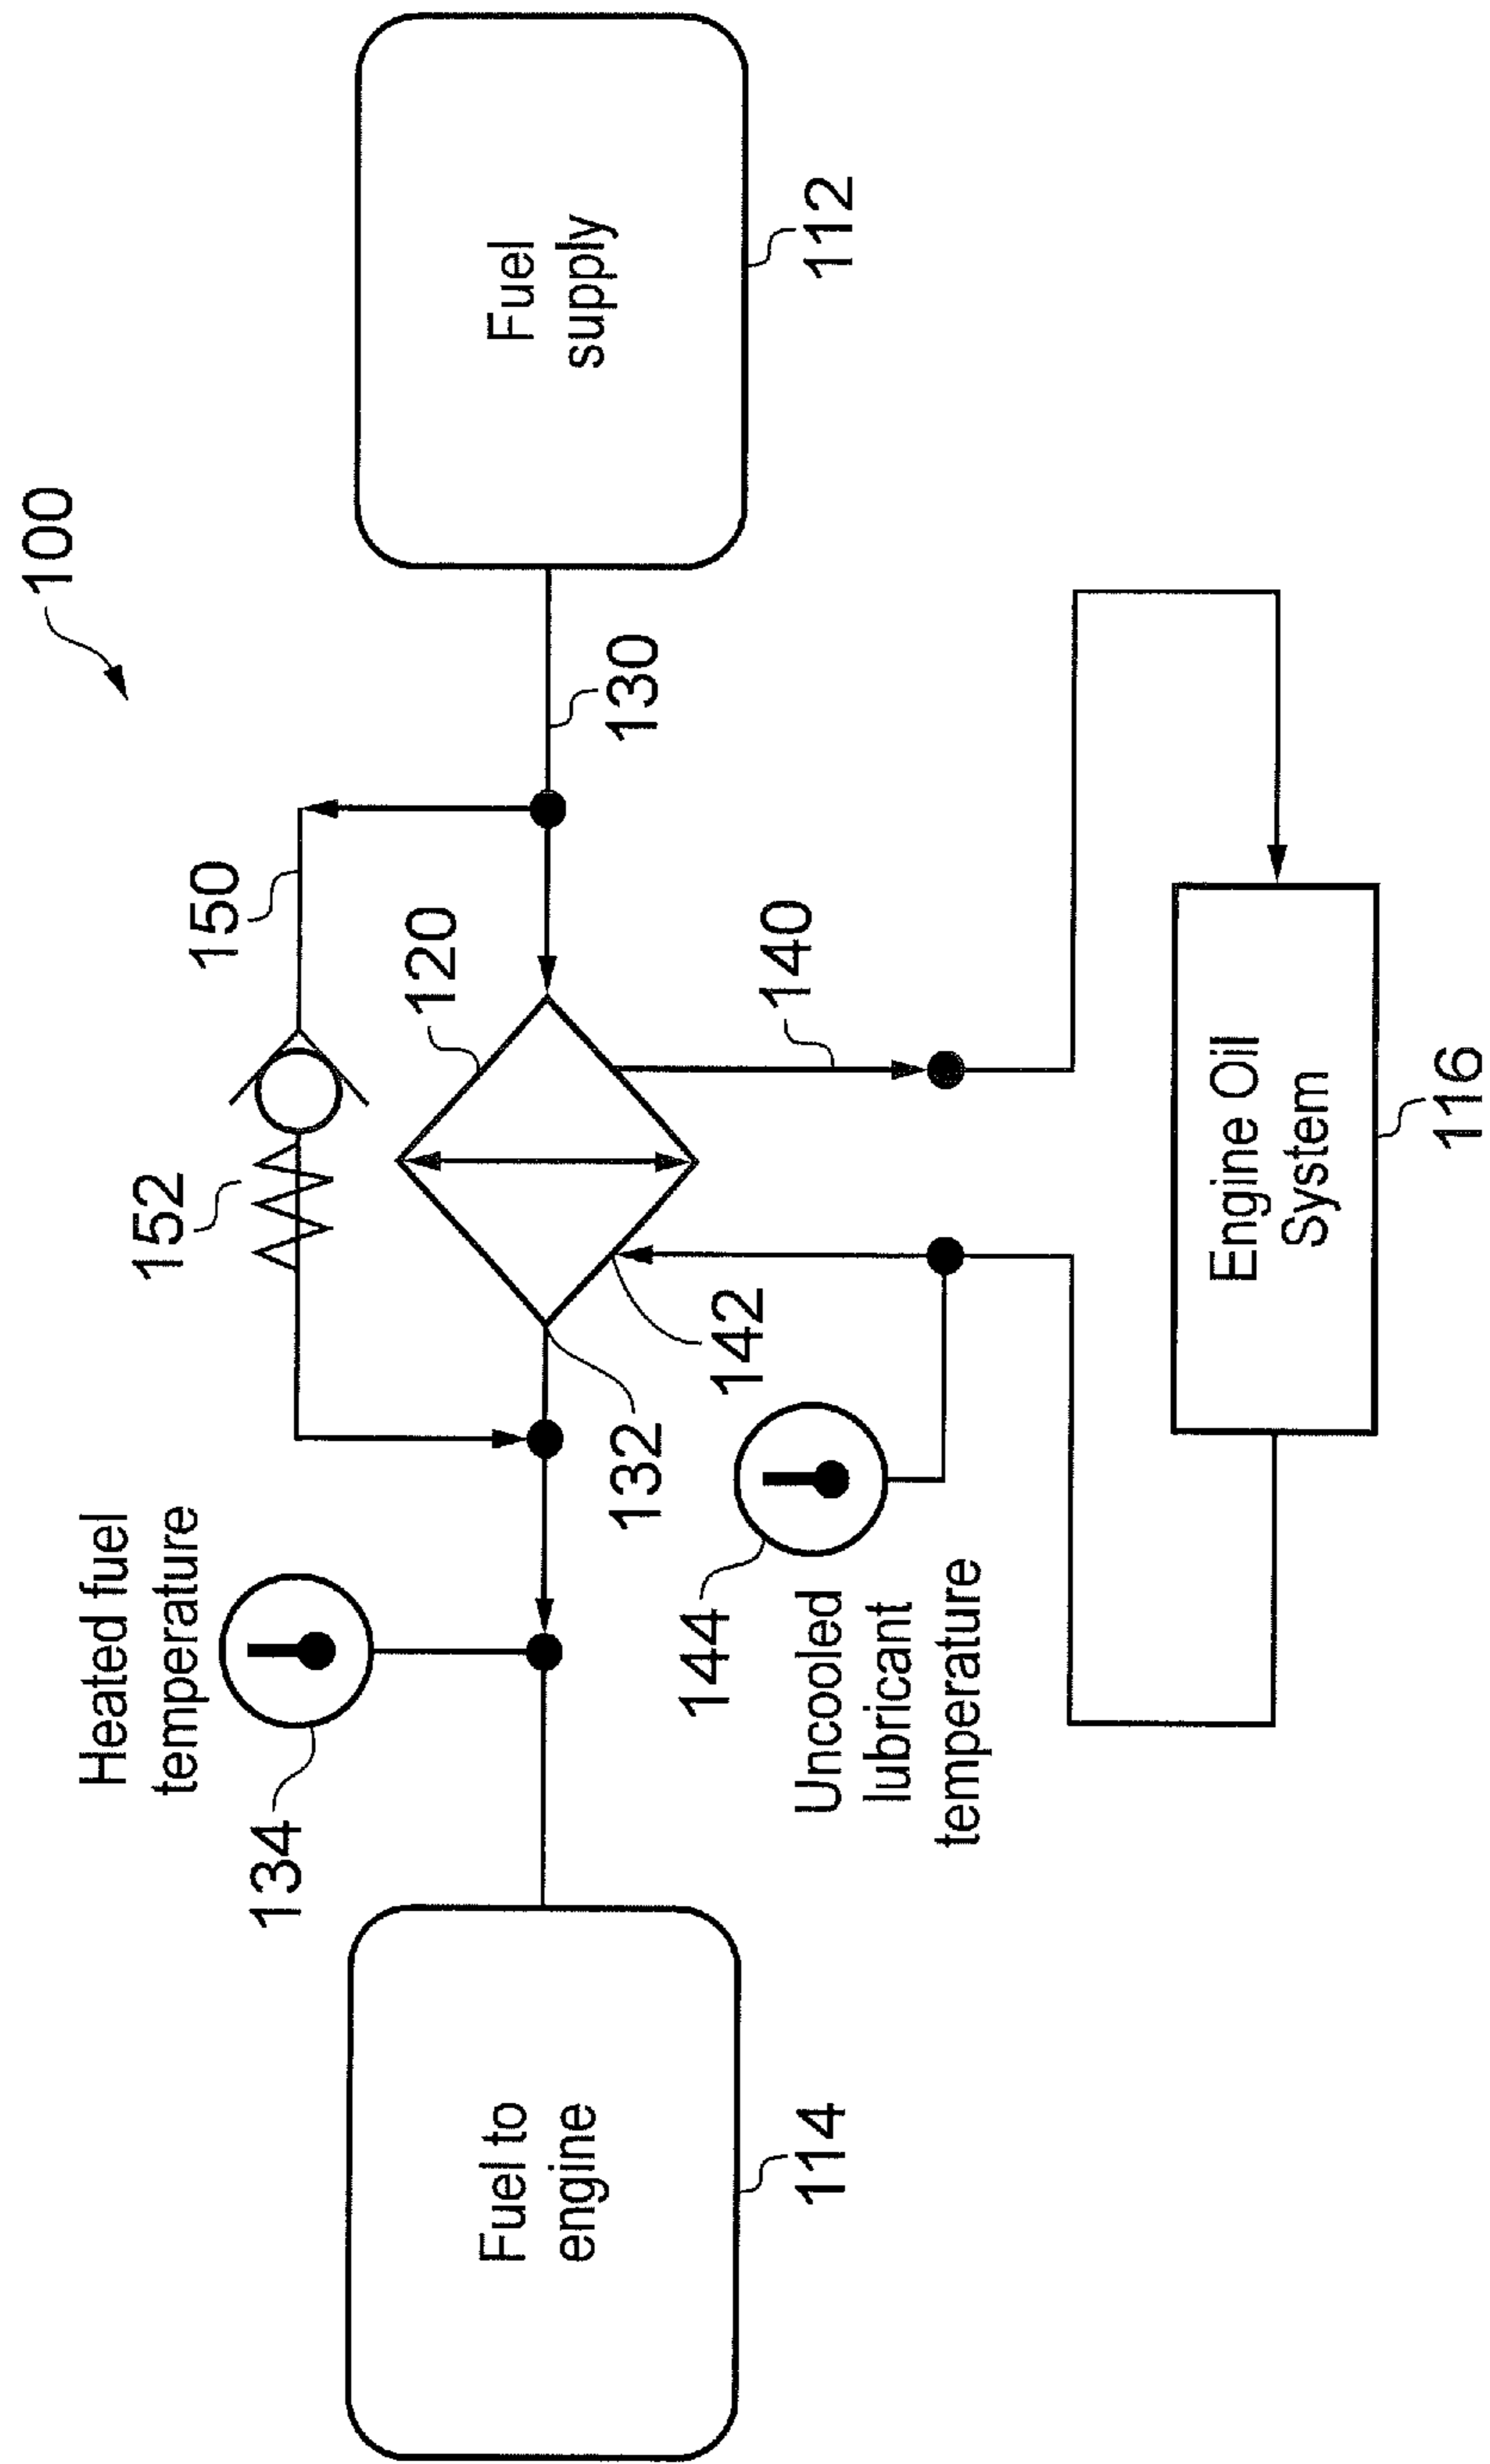 100
Heated fuel
temperature
134
152
150
120
130
132
142
140
Fuel to
engine
114
Fuel
supply
112
144
Uncooled
lubricant
temperature
Engine Oil
System
116